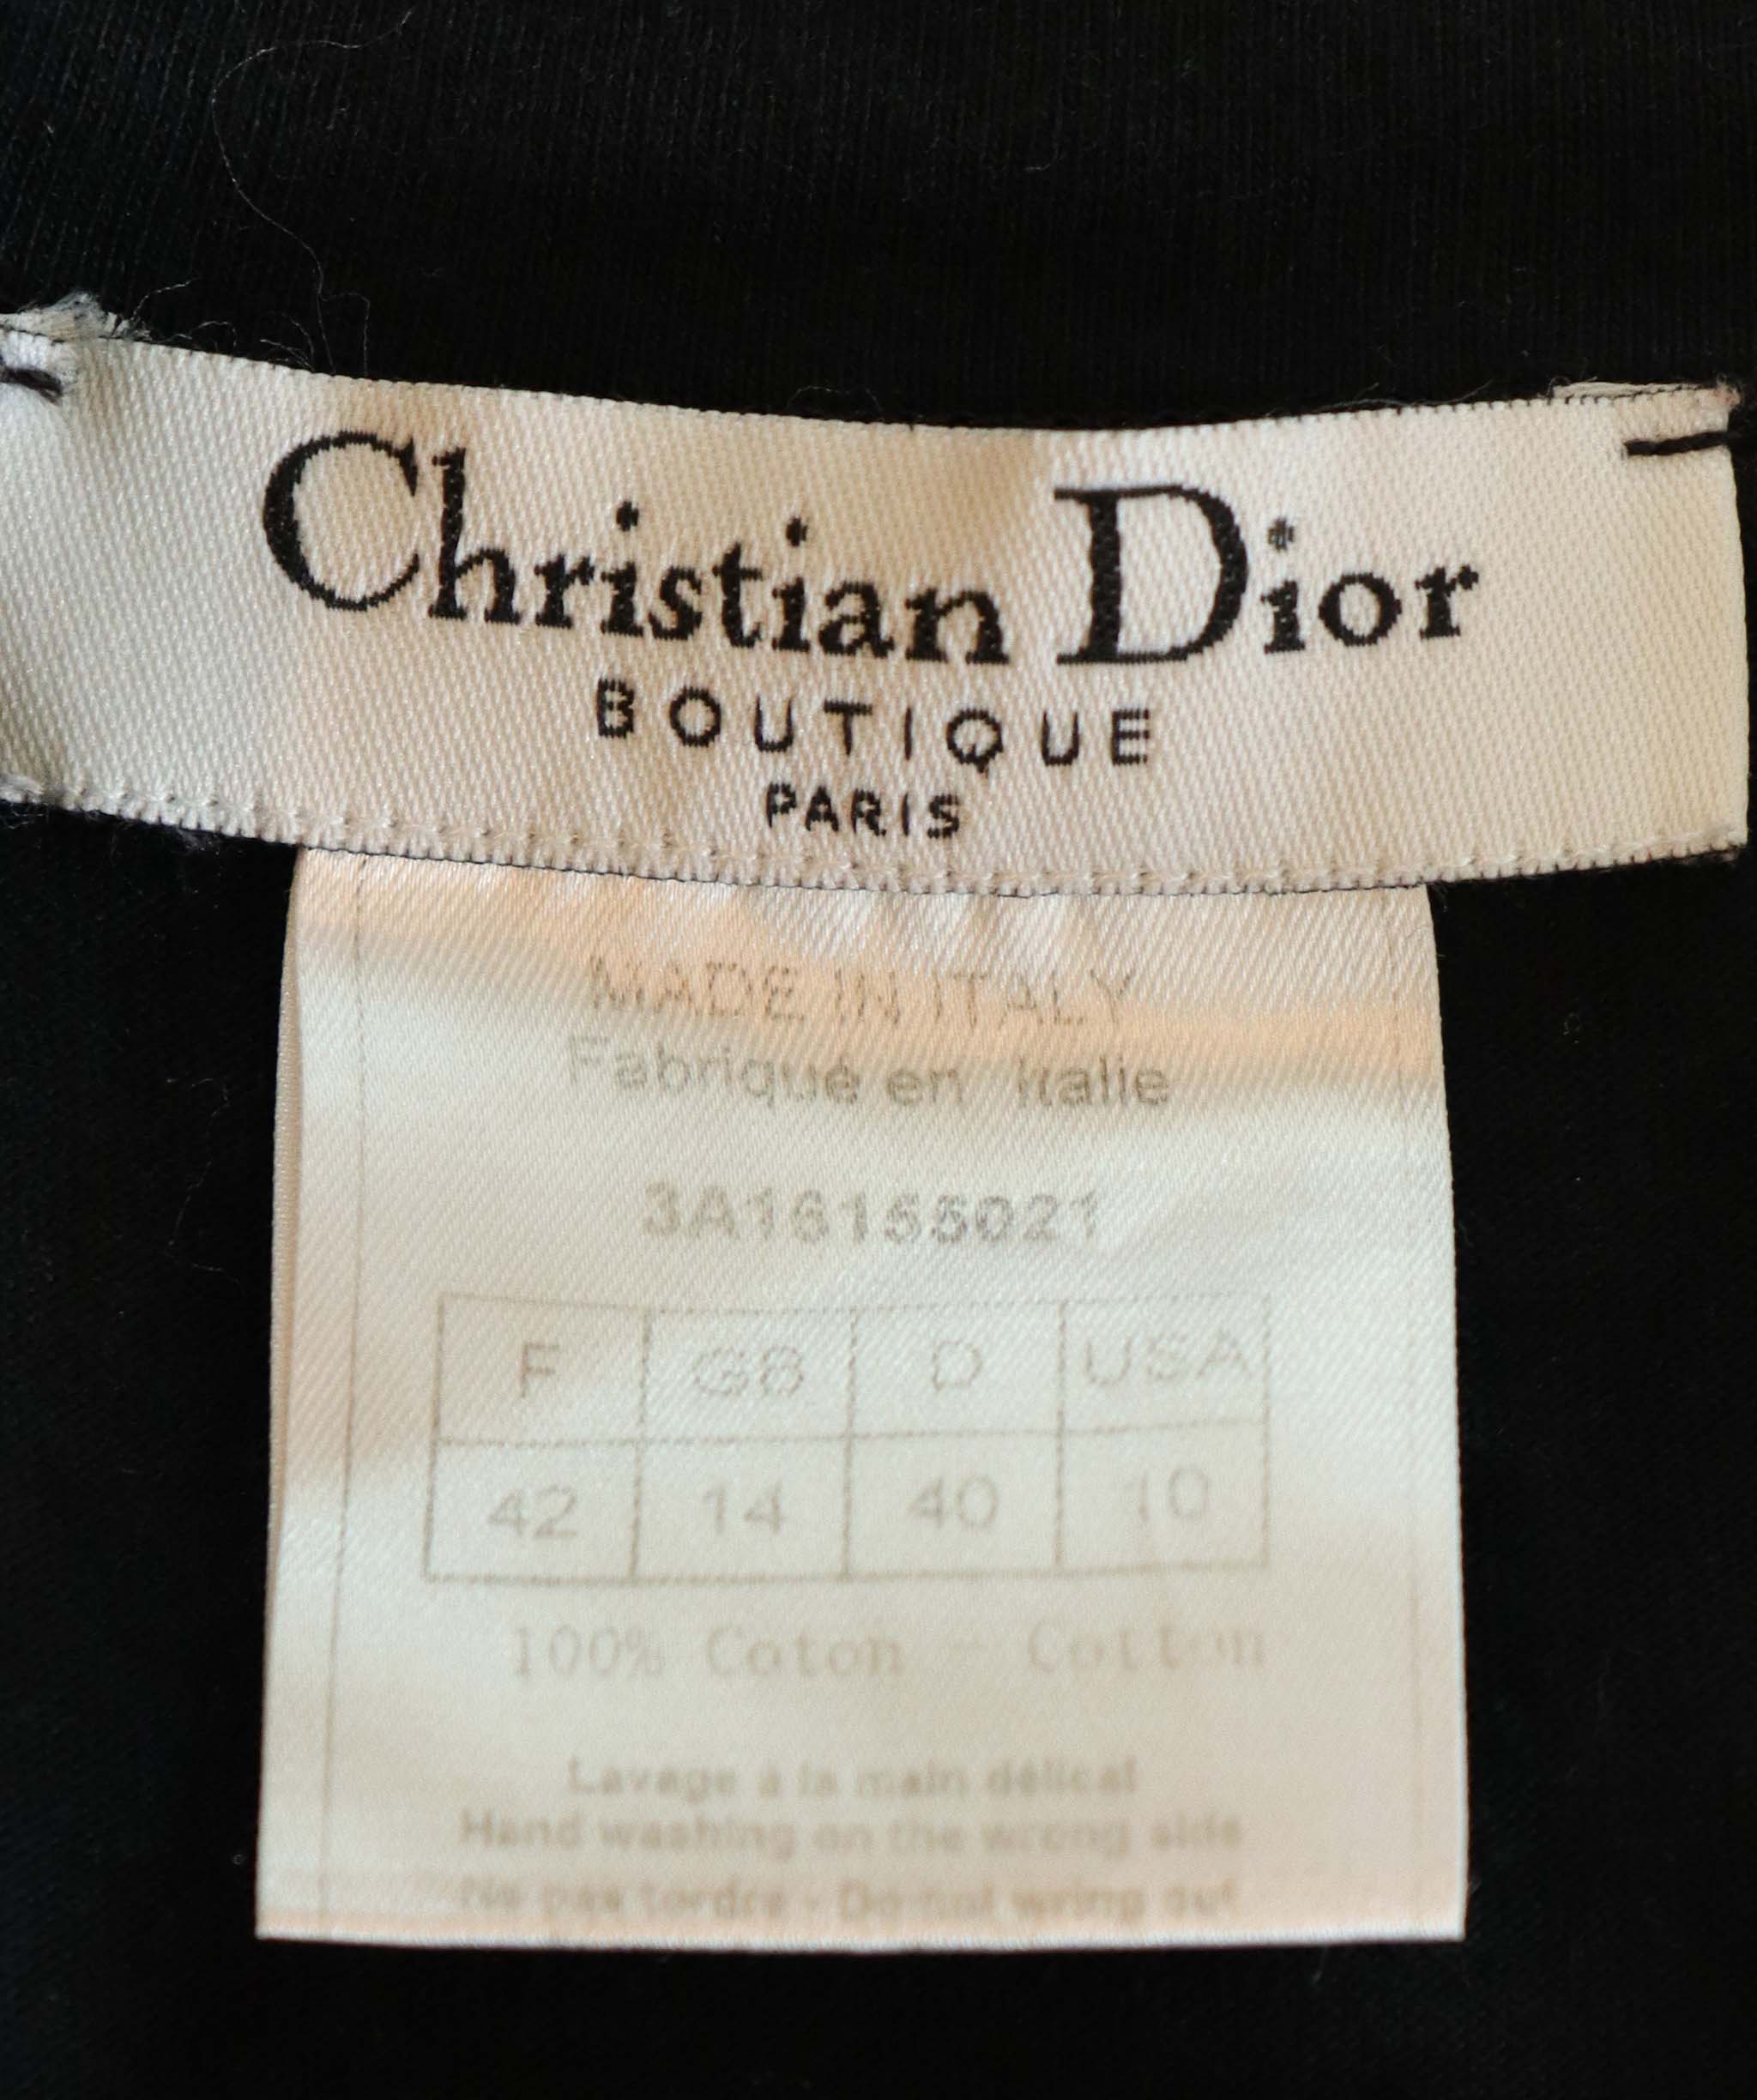 Christian Dior
BOUTIQUE
PARIS
MADE IN ITALY
Fabriqué en Italie
3A16155021
F GB D USA
42 14 40 10
100% Coton - Cotton
Lavage à la main délicat
Hand washing on the wrong side
Ne pas tordre - Do not wring out